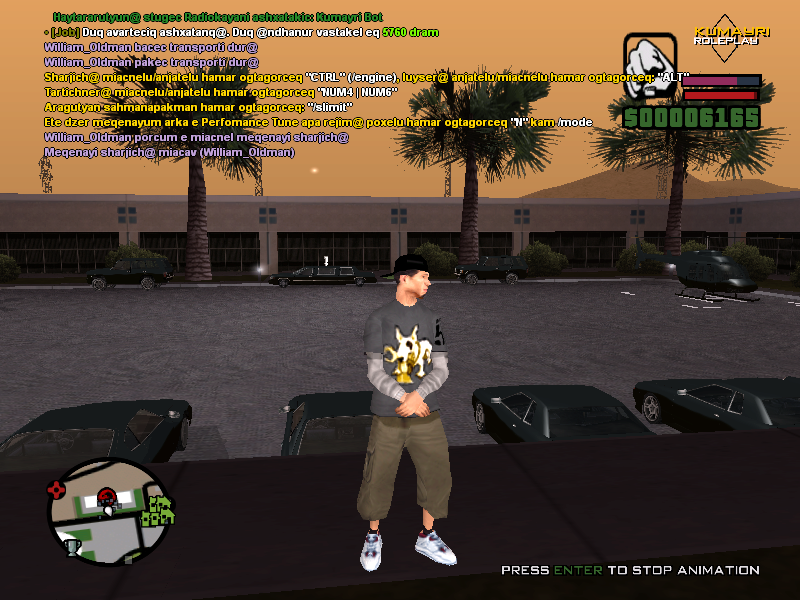 Haytararutyun@ stugec Radiokayani ashxatakic: Kumayri Bot
- [Job] Duq avarteciq ashxatanq@. Duq @ndhanur vastakel eq 5760 dram
William_Oldman bacec transporti dur@
William_Oldman pakec transporti dur@
Sharjich@ miacnelu/anjatelu hamar ogtagorceq "CTRL" (/engine), luyser@ anjatelu/miacnelu hamar ogtagorceq: "ALT"
Tartichner@ miacnelu/anjatelu hamar ogtagorceq "NUM4 | NUM6"
Aragutyan sahmanapakman hamar ogtagorceq: "/slimit"
Ete dzer meqenayum arka e Perfomance Tune apa rejim@ poxelu hamar ogtagorceq "N" kam /mode
William_Oldman porcum e miacnel meqenayi sharjich@
Meqenayi sharjich@ miacav (William_Oldman)
KUMAYRI
ROLEPLAY
$00006165
PRESS ENTER TO STOP ANIMATION